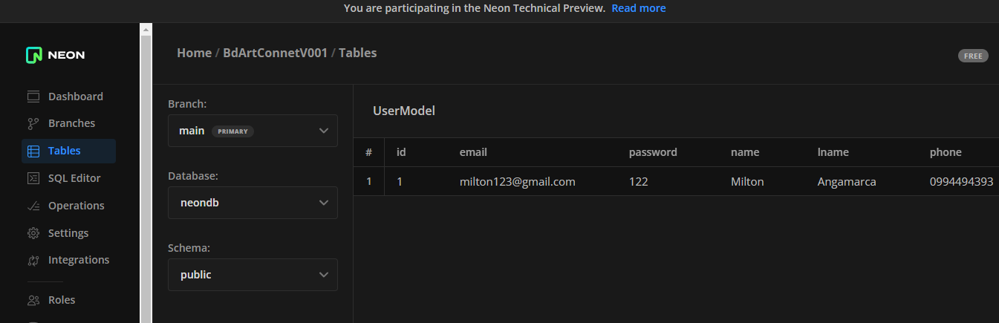 You are participating in the Neon Technical Preview. Read more
NEON
Home / BdArtConnetV001 / Tables
FREE
Dashboard
Branches
Tables
SQL Editor
Operations
Settings
Integrations
Roles
Branch:
main PRIMARY
Database:
neondb
Schema:
public
UserModel
# id email password name lname phone
1 1 milton123@gmail.com 122 Milton Angamarca 0994494393